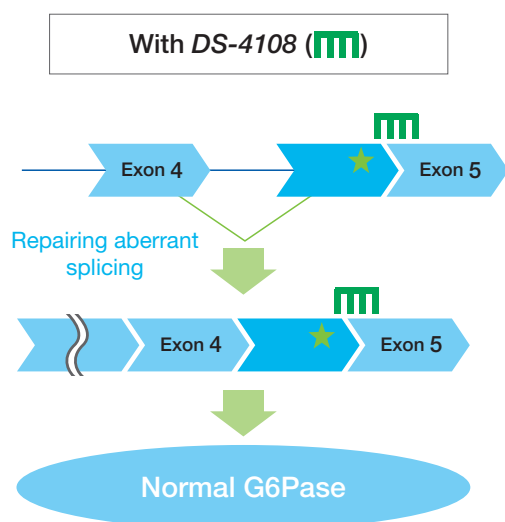 With DS-4108 ( )
Exon 4
Exon 5
Repairing aberrant
splicing
Exon 4
Exon 5
Normal G6Pase